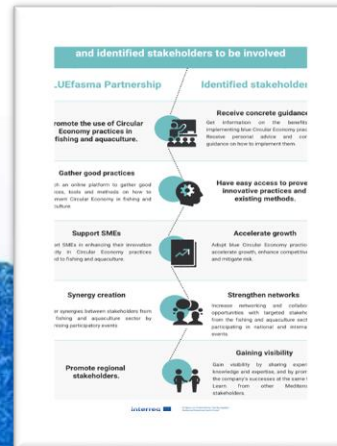 and identified stakeholders to be involved
.UEfasma Partnership
Identified stakeholder
romote the use of Circular
Economy practices in
fishing and aquaculture.
Receive concrete guidanc
Get information on the benefits
implementing blue Circular Economy prac
Receive personal advice and con
guidance on how to implement them.
Gather good practices
an online platform to gather good
tools and methods on how to
ment Circular Economy in fishing and
culture
Have easy access to prove
innovative practices and
existing methods.
Support SMEs
ort SMEs in enhancing their innovation
ity in Circular Economy practices
d to fishing and aquaculture.
Accelerate growth
Adopt blue Circular Economy practic
accelerate growth, enhance competitive
and mitigate risk.
Synergy creation
synergies between stakeholders from
fishing and aquaculture sector by
nising participatory events
Strengthen networks
Increase networking and collabor
opportunities with targeted stakeh
from the fishing and aquaculture sect
participating in national and interna
events.
Promote regional
stakeholders.
Gaining visibility
Gain visibility by sharing exper
knowledge and expertise, and by prom
the company's successes at the same
Learn from other Mediterr
stakeholders.
Interreg